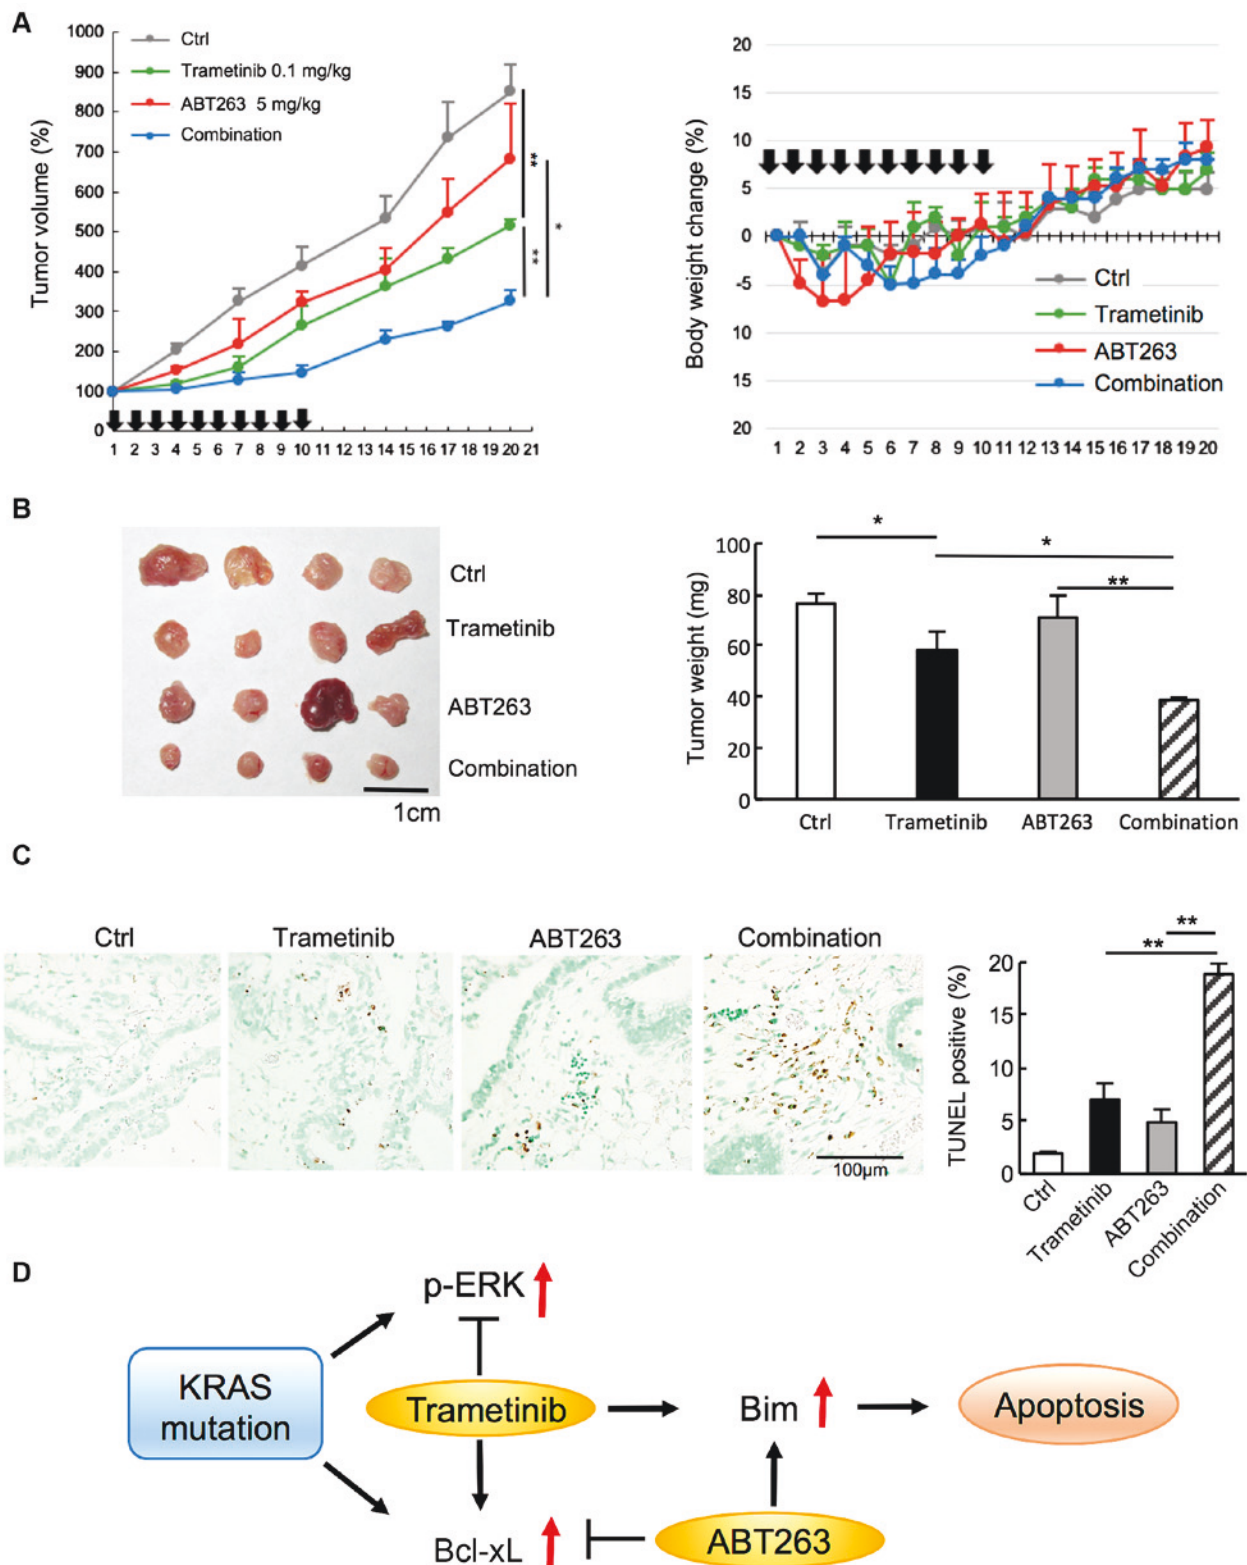 A
Tumor volume (%)
1000
900
800
700
600
500
400
300
200
100
0
Ctrl
Trametinib 0.1 mg/kg
ABT263 5 mg/kg
Combination
**
**
*
1 2 3 4 5 6 7 8 9 10 11 12 13 14 15 16 17 18 19 20 21
Body weight change (%)
20
15
10
5
0
-5
10
15
20
Ctrl
Trametinib
ABT263
Combination
1 2 3 4 5 6 7 8 9 10 11 12 13 14 15 16 17 18 19 20
B
Ctrl
Trametinib
ABT263
Combination
1cm
Tumor weight (mg)
100
80
60
40
20
0
*
*
**
Ctrl Trametinib ABT263 Combination
C
Ctrl Trametinib ABT263 Combination
100μm
TUNEL positive (%)
20
15
10
5
0
**
**
Ctrl
Trametinib
ABT263
Combination
D
p-ERK
KRAS
mutation
Trametinib
Bim
Apoptosis
Bcl-xL
ABT263